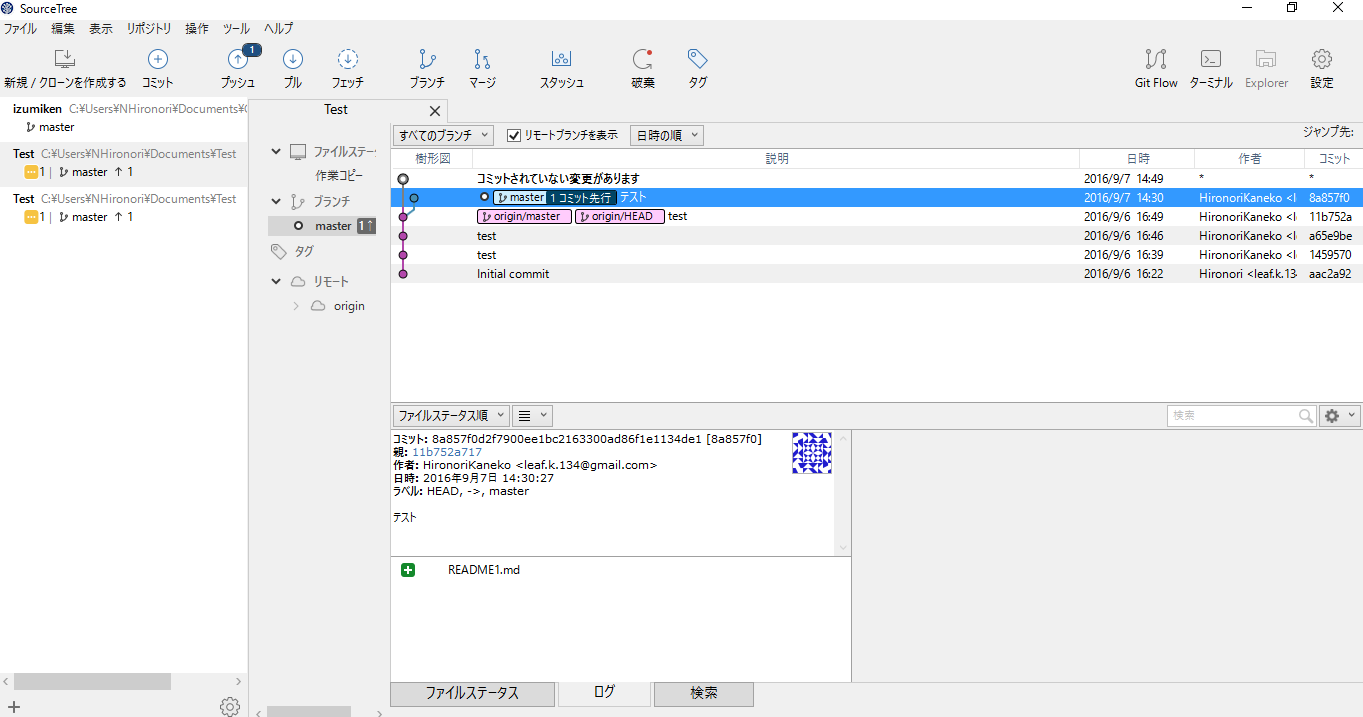 SourceTree
ファイル 編集 表示 リポジトリ 操作 ツール ヘルプ
1
新規 / クローンを作成する コミット プッシュ プル フェッチ ブランチ マージ スタッシュ 破棄 タグ Git Flow ターミナル Explorer 設定
izumiken C:¥Users¥NHironori¥Documents¥
master
Test C:¥Users¥NHironori¥Documents¥Test
1 | master ↑ 1
Test C:¥Users¥NHironori¥Documents¥Test
1 | master ↑ 1
Test
ファイルステー
作業コピー
ブランチ
master 1↑
タグ
リモート
origin
すべてのブランチ リモートブランチを表示 日時の順 ジャンプ先:
樹形図 説明 日時 作者 コミット
コミットされていない変更があります 2016/9/7 14:49 * *
master 1 コミット先行 テスト 2016/9/7 14:30 HironoriKaneko <l 8a857f0
origin/master origin/HEAD test 2016/9/6 16:49 HironoriKaneko <l 11b752a
test 2016/9/6 16:46 HironoriKaneko <l a65e9be
test 2016/9/6 16:39 HironoriKaneko <l 1459570
Initial commit 2016/9/6 16:22 Hironori <leaf.k.134 aac2a92
ファイルステータス順 検索
コミット: 8a857f0d2f7900ee1bc2163300ad86f1e1134de1 [8a857f0]
親: 11b752a717
作者: HironoriKaneko <leaf.k.134@gmail.com>
日時: 2016年9月7日 14:30:27
ラベル: HEAD, ->, master
テスト
README1.md
ファイルステータス ログ 検索